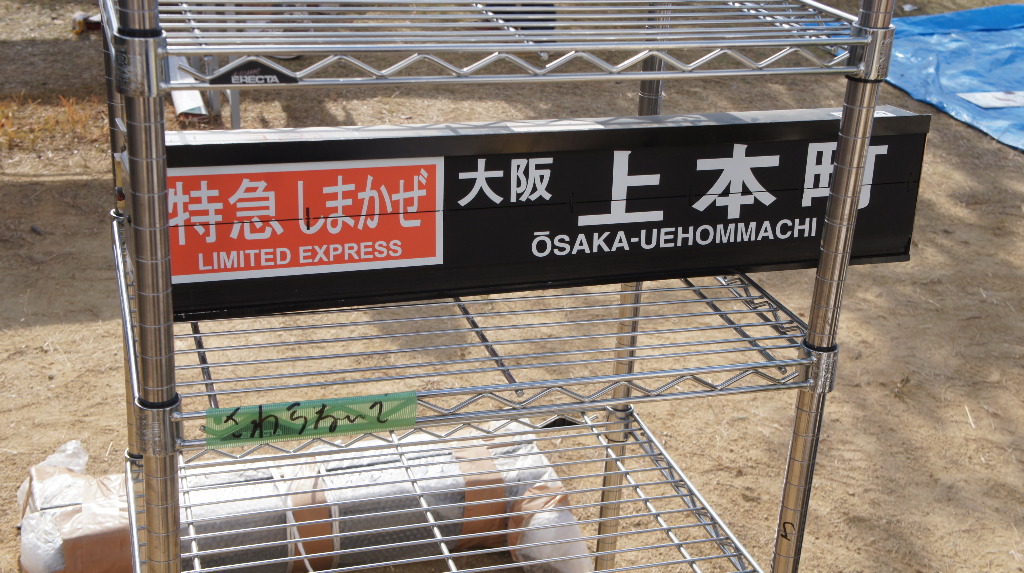 ERECTA
特急 しまかぜ
LIMITED EXPRESS
大阪 上本町
ŌSAKA-UEHOMMACHI
さわらないで